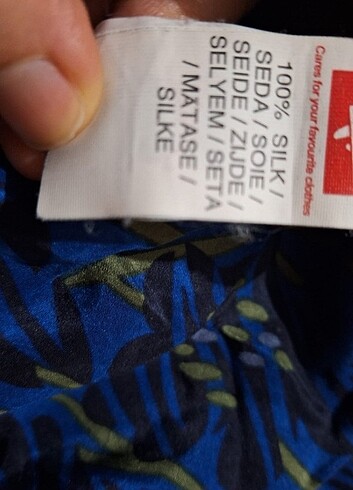 Cares for your favourite clothes
100% SILK /
SEDA / SOIE /
SEIDE / ZIJDE /
SELYEM / SETA
/ MĂTASE /
SILKE